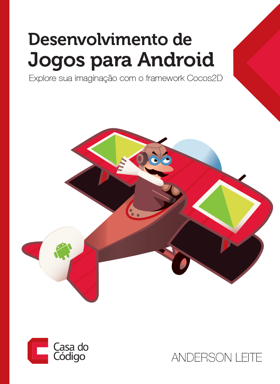 Desenvolvimento de
Jogos para Android
Explore sua imaginação com o framework Cocos2D
Casa do
Código
ANDERSON LEITE